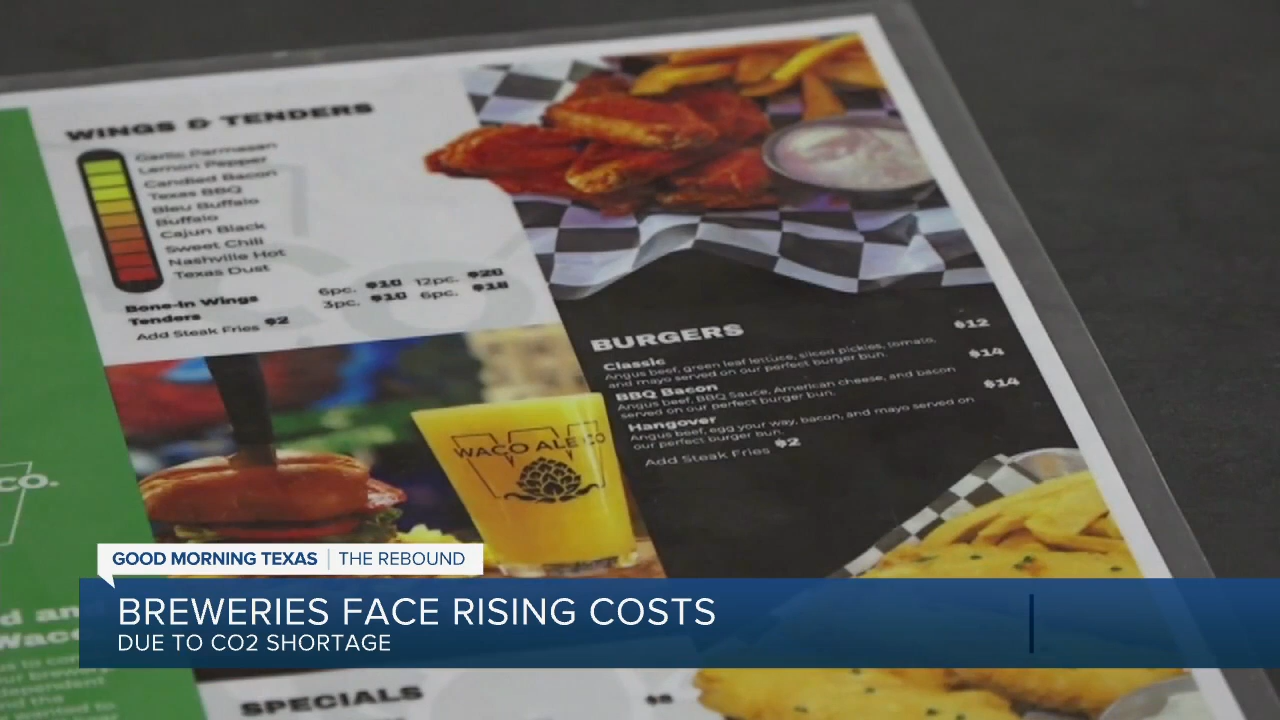 WINGS & TENDERS
Garlic Parmesan
Lemon Pepper
Candied Bacon
Texas BBQ
Bleu Buffalo
Buffalo
Cajun Black
Sweet Chili
Nashville Hot
Texas Dust
Bone-In Wings 6pc. $10 12pc. $20
Tenders 3pc. $10 6pc. $18
Add Steak Fries $2
BURGERS
Classic $12
Angus beef, green leaf lettuce, sliced pickles, tomato,
and mayo served on our perfect burger bun.
BBQ Bacon $14
Angus beef, BBQ Sauce, American cheese, and bacon
served on our perfect burger bun.
Hangover $14
Angus beef, egg your way, bacon, and mayo served on
our perfect burger bun.
Add Steak Fries $2
WACO ALE CO
CO.
GOOD MORNING TEXAS | THE REBOUND
BREWERIES FACE RISING COSTS
DUE TO CO2 SHORTAGE
SPECIALS
$8